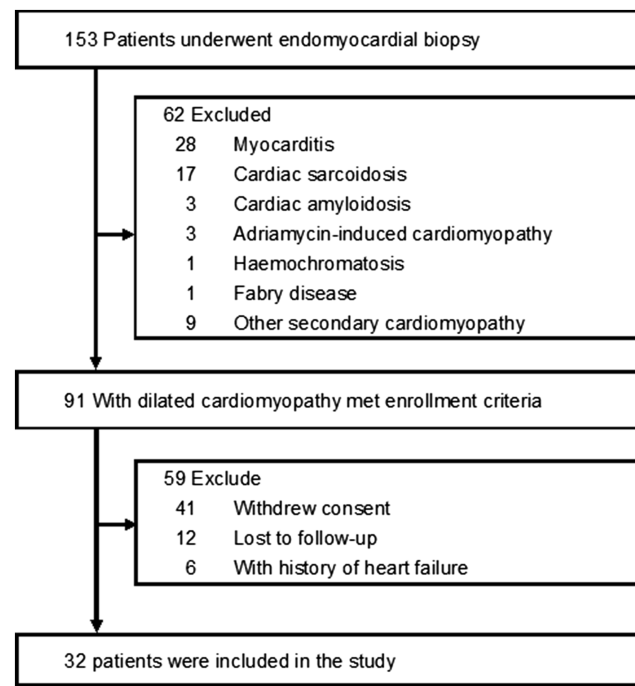 153 Patients underwent endomyocardial biopsy
62 Excluded
28 Myocarditis
17 Cardiac sarcoidosis
3 Cardiac amyloidosis
3 Adriamycin-induced cardiomyopathy
1 Haemochromatosis
1 Fabry disease
9 Other secondary cardiomyopathy
91 With dilated cardiomyopathy met enrollment criteria
59 Exclude
41 Withdrew consent
12 Lost to follow-up
6 With history of heart failure
32 patients were included in the study